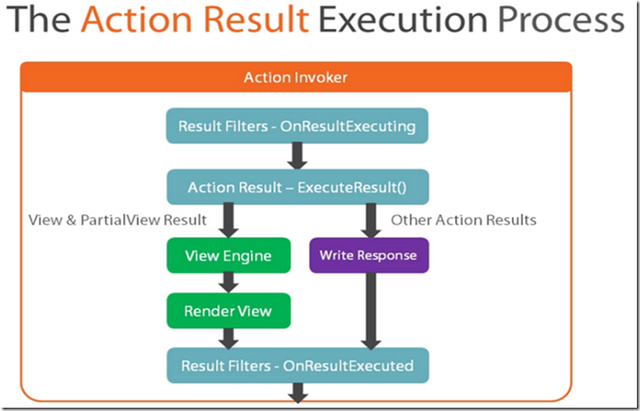 The Action Result Execution Process
Action Invoker
Result Filters - OnResultExecuting
Action Result – ExecuteResult()
View & PartialView Result
Other Action Results
View Engine
Write Response
Render View
Result Filters - OnResultExecuted